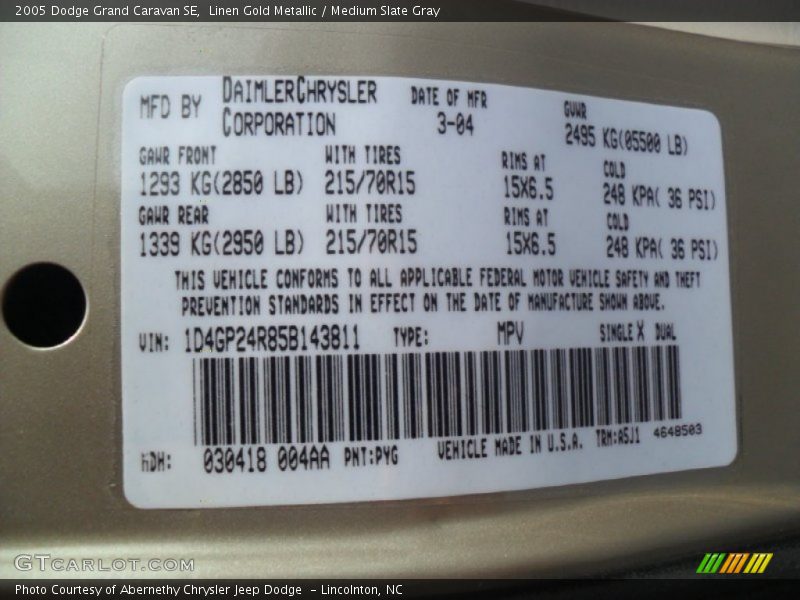 2005 Dodge Grand Caravan SE, Linen Gold Metallic / Medium Slate Gray
MFD BY DAIMLERCHRYSLER CORPORATION DATE OF MFR 3-04 GVWR 2495 KG(05500 LB)
GAWR FRONT WITH TIRES RIMS AT COLD
1293 KG(2850 LB) 215/70R15 15X6.5 248 KPA( 36 PSI)
GAWR REAR WITH TIRES RIMS AT COLD
1339 KG(2950 LB) 215/70R15 15X6.5 248 KPA( 36 PSI)
THIS VEHICLE CONFORMS TO ALL APPLICABLE FEDERAL MOTOR VEHICLE SAFETY AND THEFT
PREVENTION STANDARDS IN EFFECT ON THE DATE OF MANUFACTURE SHOWN ABOVE.
VIN: 1D4GP24R85B143811 TYPE: MPV SINGLE X DUAL
MDH: 030418 004AA PNT:PYG VEHICLE MADE IN U.S.A. TRM:A5J1 4648503
GTCARLOT.COM
Photo Courtesy of Abernethy Chrysler Jeep Dodge - Lincolnton, NC